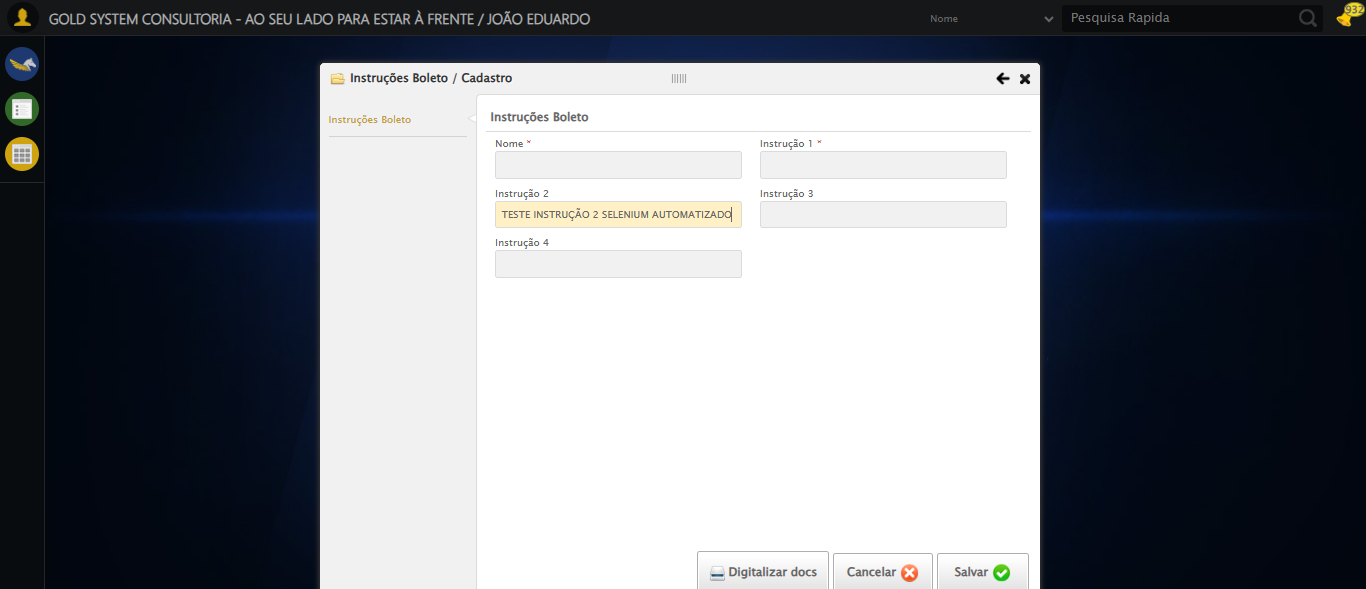 GOLD SYSTEM CONSULTORIA - AO SEU LADO PARA ESTAR À FRENTE / JOÃO EDUARDO
Nome
Pesquisa Rapida
932
Instruções Boleto / Cadastro
Instruções Boleto
Instruções Boleto
Nome *
Instrução 1 *
Instrução 2
Instrução 3
TESTE INSTRUÇÃO 2 SELENIUM AUTOMATIZADO
Instrução 4
Digitalizar docs
Cancelar
Salvar